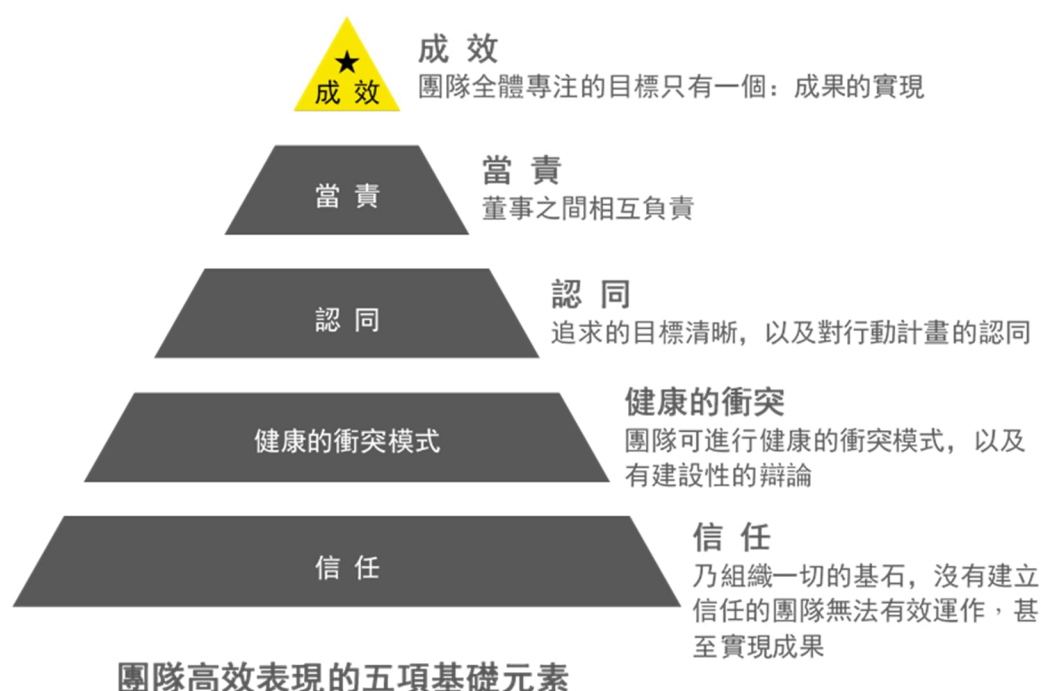 ★
成 效
成 效
團隊全體專注的目標只有一個：成果的實現
當 責
當 責
董事之間相互負責
認 同
認 同
追求的目標清晰，以及對行動計畫的認同
健康的衝突模式
健康的衝突
團隊可進行健康的衝突模式，以及
有建設性的辯論
信 任
信 任
乃組織一切的基石，沒有建立
信任的團隊無法有效運作，甚
至實現成果
團隊高效表現的五項基礎元素